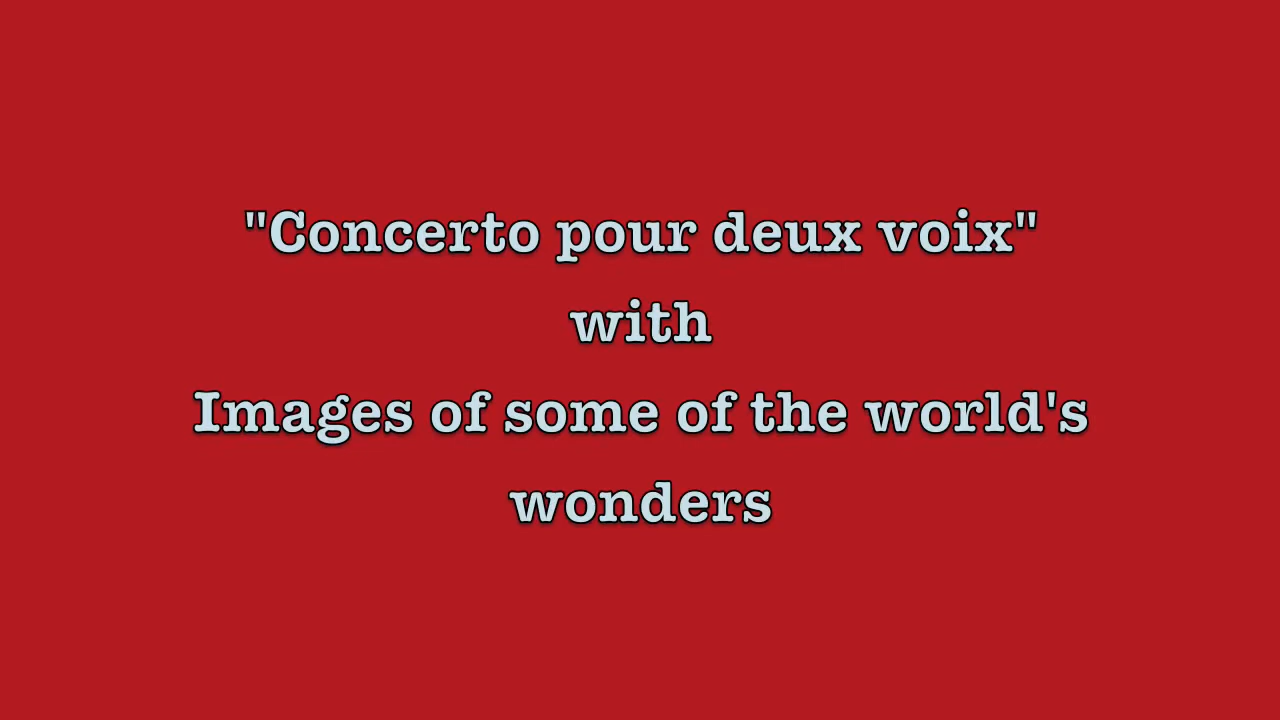 "Concerto pour deux voix"
with
Images of some of the world's
wonders